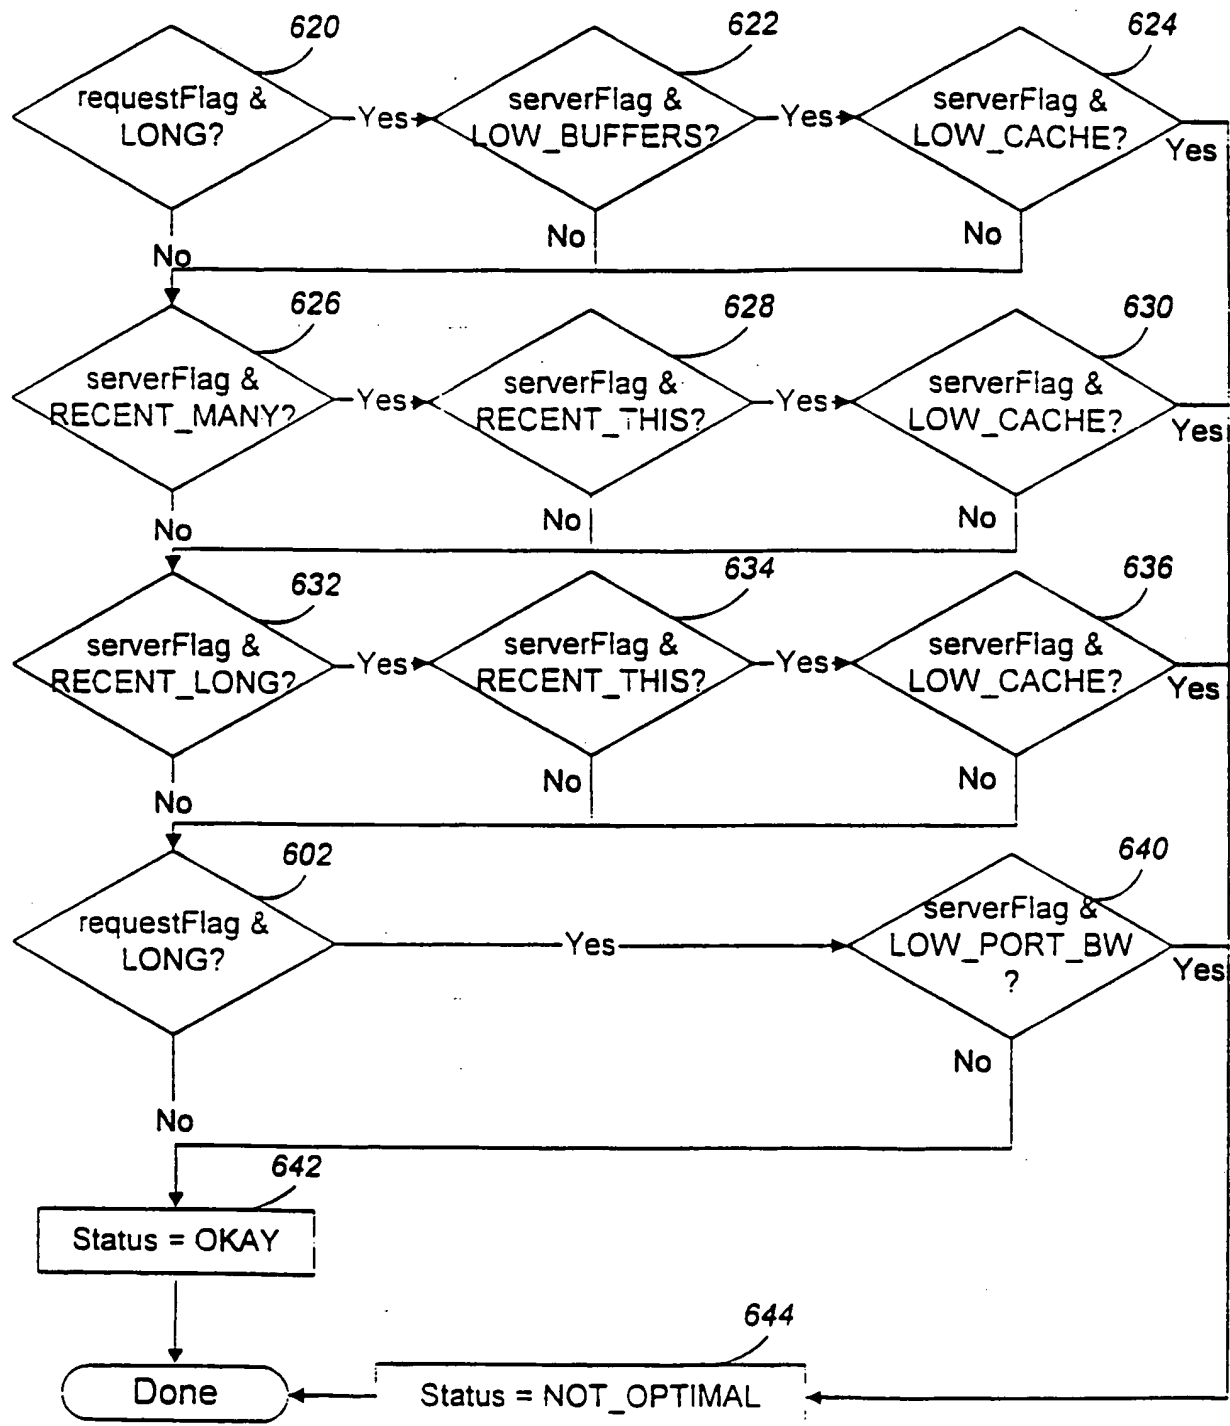 620
622
624
requestFlag &
LONG?
Yes
serverFlag &
LOW_BUFFERS?
Yes
serverFlag &
LOW_CACHE?
Yes
No
No
No
626
628
630
serverFlag &
RECENT_MANY?
Yes
serverFlag &
RECENT_THIS?
Yes
serverFlag &
LOW_CACHE?
Yes
No
No
No
632
634
636
serverFlag &
RECENT_LONG?
Yes
serverFlag &
RECENT_THIS?
Yes
serverFlag &
LOW_CACHE?
Yes
No
No
No
602
640
requestFlag &
LONG?
Yes
serverFlag &
LOW_PORT_BW
?
Yes
No
No
642
Status = OKAY
644
Done
Status = NOT_OPTIMAL